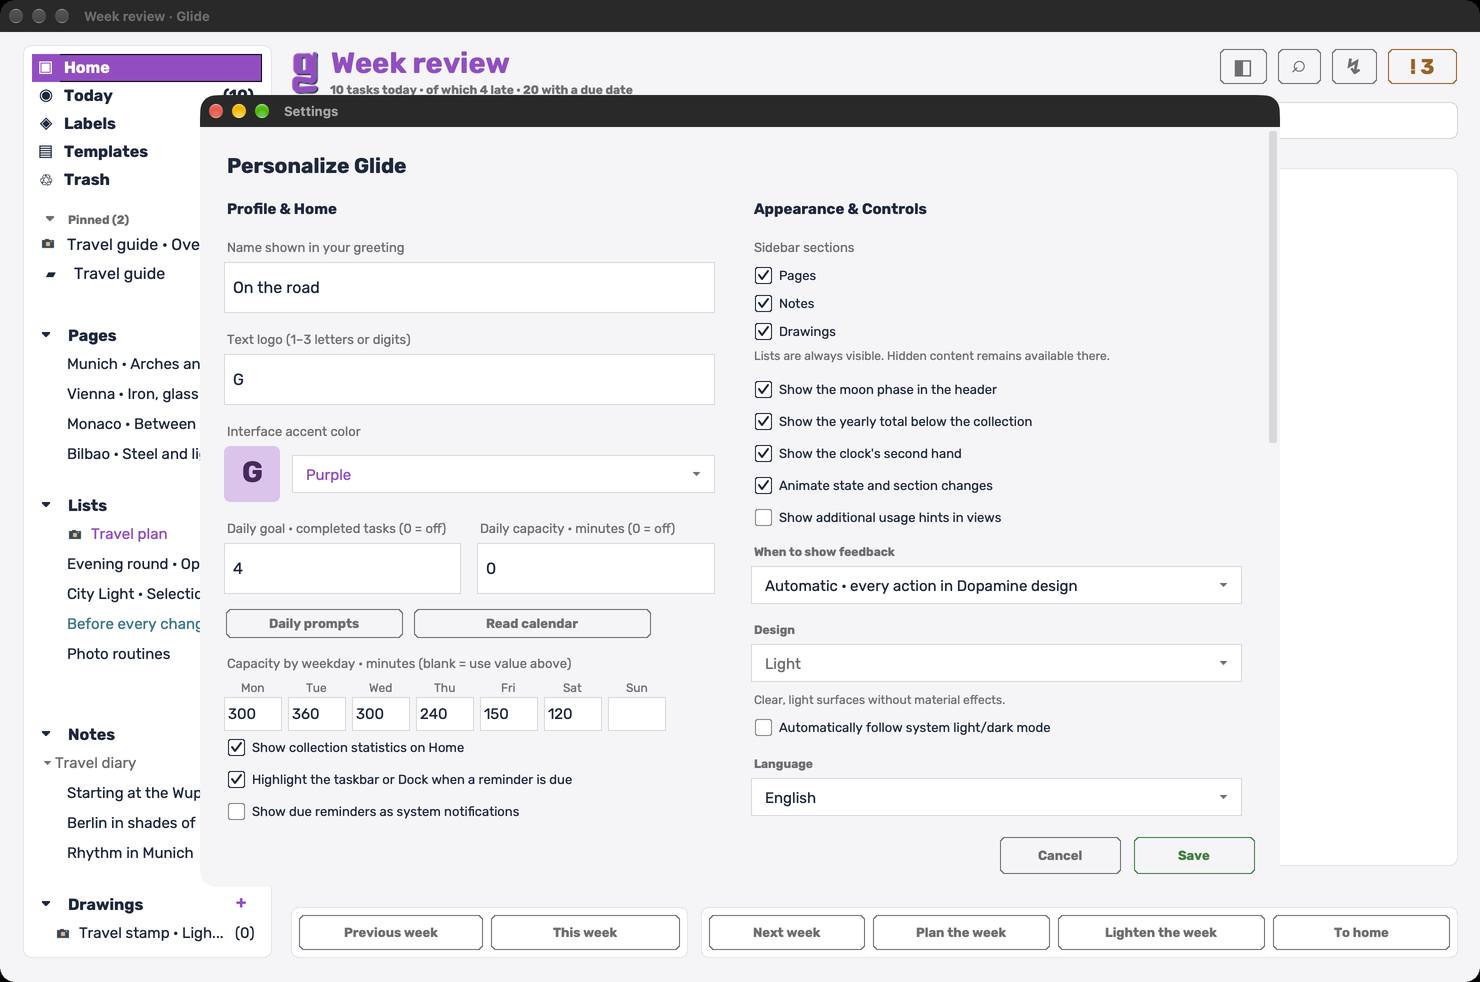 Week review · Glide
Home
Today
Labels
Templates
Trash
Pinned (2)
Travel guide • Ove
Travel guide
Pages
Munich • Arches an
Vienna • Iron, glass
Monaco • Between
Bilbao • Steel and
Lists
Travel plan
Evening round • Op
City Light • Selectio
Before every chang
Photo routines
Notes
Travel diary
Starting at the Wup
Berlin in shades of
Rhythm in Munich
Drawings +
Travel stamp • Ligh... (0)
g Week review
10 tasks today • of which 4 late • 20 with a due date
! 3
Settings
Personalize Glide
Profile & Home
Name shown in your greeting
On the road
Text logo (1–3 letters or digits)
G
Interface accent color
G Purple
Daily goal • completed tasks (0 = off) Daily capacity • minutes (0 = off)
4 0
Daily prompts Read calendar
Capacity by weekday • minutes (blank = use value above)
Mon Tue Wed Thu Fri Sat Sun
300 360 300 240 150 120
Show collection statistics on Home
Highlight the taskbar or Dock when a reminder is due
Show due reminders as system notifications
Appearance & Controls
Sidebar sections
Pages
Notes
Drawings
Lists are always visible. Hidden content remains available there.
Show the moon phase in the header
Show the yearly total below the collection
Show the clock's second hand
Animate state and section changes
Show additional usage hints in views
When to show feedback
Automatic • every action in Dopamine design
Design
Light
Clear, light surfaces without material effects.
Automatically follow system light/dark mode
Language
English
Cancel Save
Previous week This week Next week Plan the week Lighten the week To home